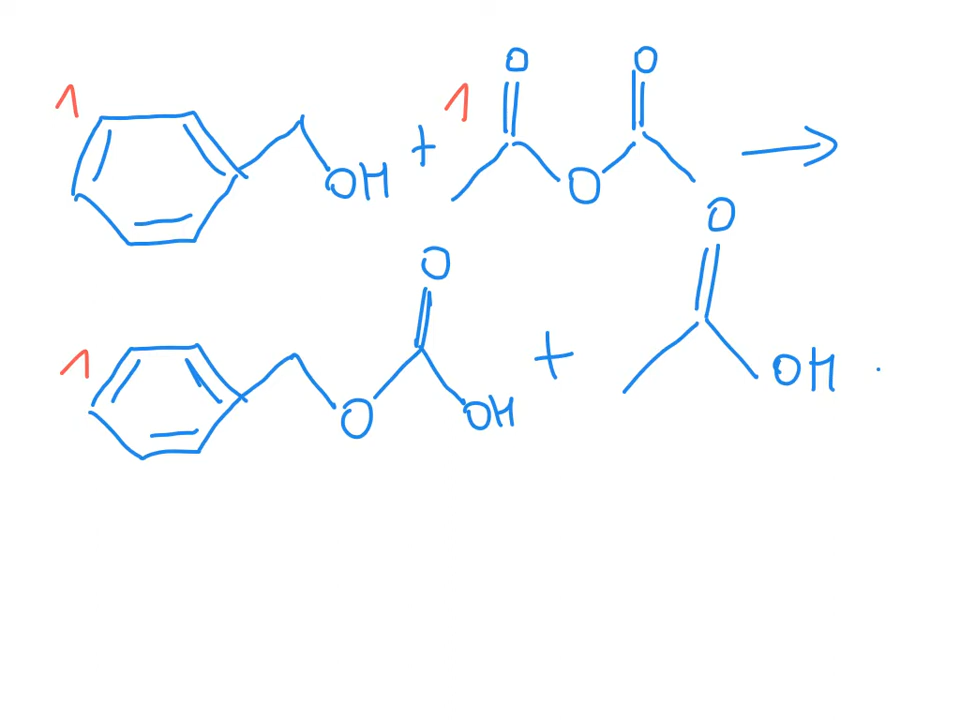 1 OH + 1 O O O →
1 O O OH + O OH .